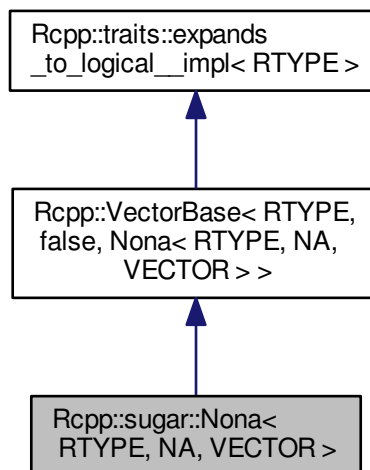 Rcpp::traits::expands
_to_logical__impl< RTYPE >
Rcpp::VectorBase< RTYPE,
false, Nona< RTYPE, NA,
VECTOR > >
Rcpp::sugar::Nona<
RTYPE, NA, VECTOR >